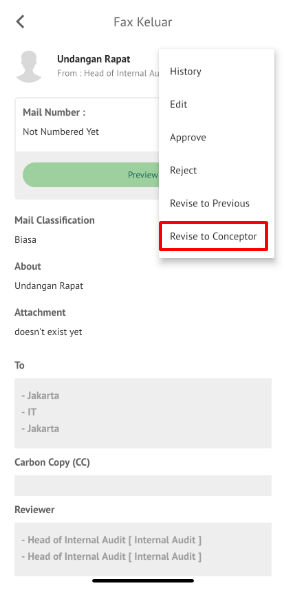 Fax Keluar
Undangan Rapat
From : Head of Internal Au
History
Edit
Approve
Reject
Revise to Previous
Revise to Conceptor
Mail Number :
Not Numbered Yet
Preview
Mail Classification
Biasa
About
Undangan Rapat
Attachment
doesn't exist yet
To
- Jakarta
- IT
- Jakarta
Carbon Copy (CC)
Reviewer
- Head of Internal Audit [ Internal Audit ]
- Head of Internal Audit [ Internal Audit ]